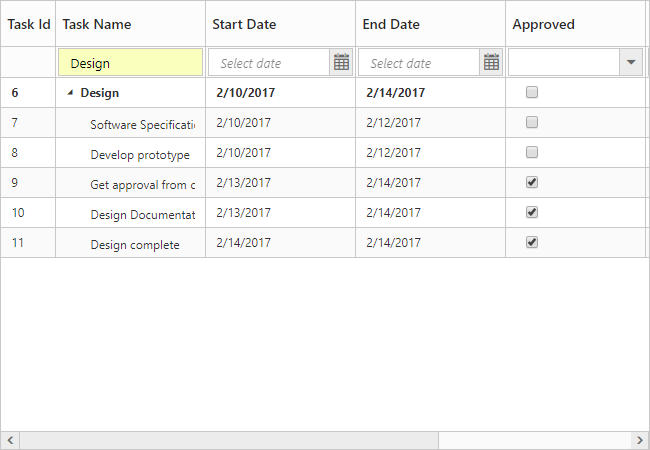 Task Id Task Name Start Date End Date Approved
Design Select date Select date
6 Design 2/10/2017 2/14/2017
7 Software Specificati 2/10/2017 2/12/2017
8 Develop prototype 2/10/2017 2/12/2017
9 Get approval from c 2/13/2017 2/14/2017
10 Design Documentat 2/13/2017 2/14/2017
11 Design complete 2/14/2017 2/14/2017